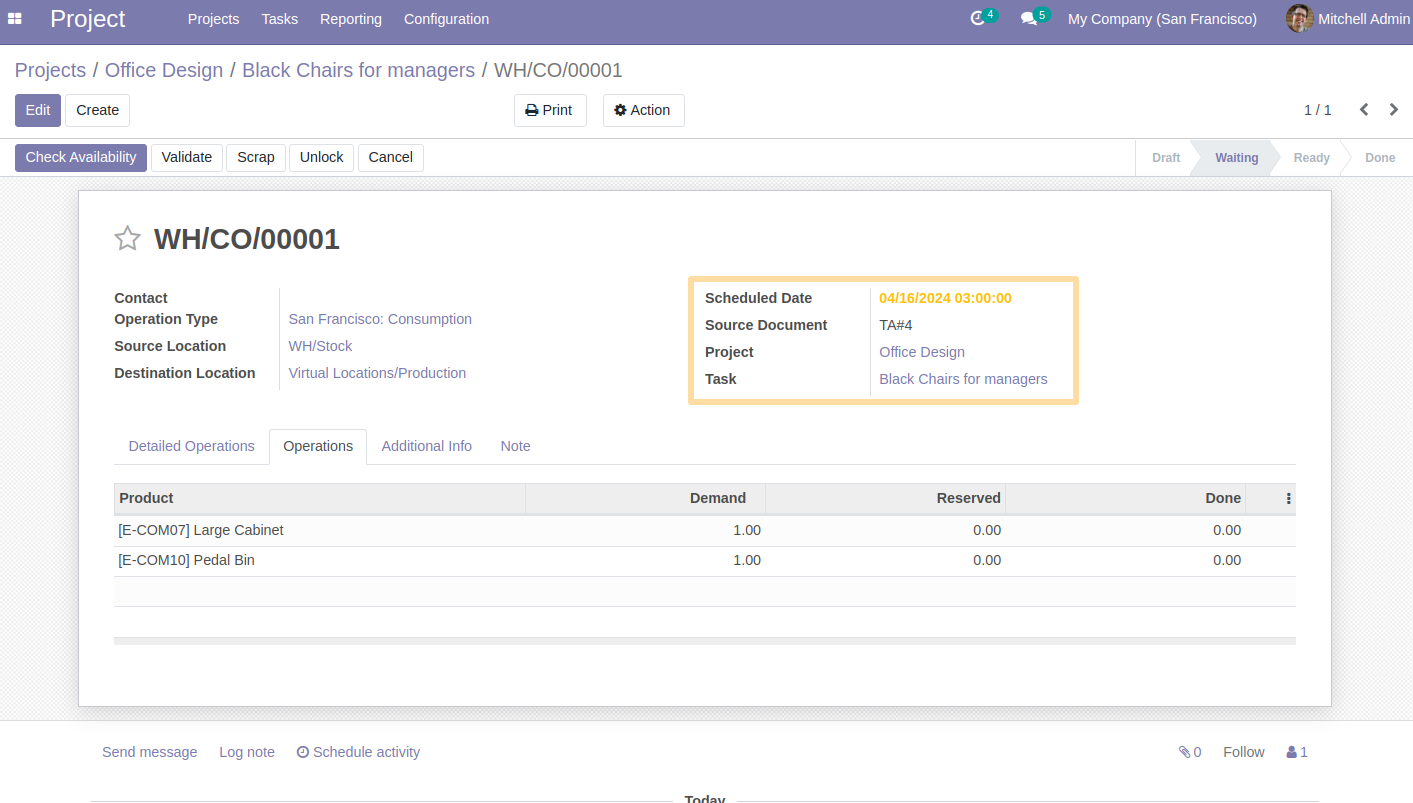 Project Projects Tasks Reporting Configuration 4 5 My Company (San Francisco) Mitchell Admin
Projects / Office Design / Black Chairs for managers / WH/CO/00001
Edit Create Print Action 1 / 1
Check Availability Validate Scrap Unlock Cancel Draft Waiting Ready Done
WH/CO/00001
Contact
Operation Type San Francisco: Consumption
Source Location WH/Stock
Destination Location Virtual Locations/Production
Scheduled Date 04/16/2024 03:00:00
Source Document TA#4
Project Office Design
Task Black Chairs for managers
Detailed Operations Operations Additional Info Note
Product Demand Reserved Done
[E-COM07] Large Cabinet 1.00 0.00 0.00
[E-COM10] Pedal Bin 1.00 0.00 0.00
Send message Log note Schedule activity 0 Follow 1
Today